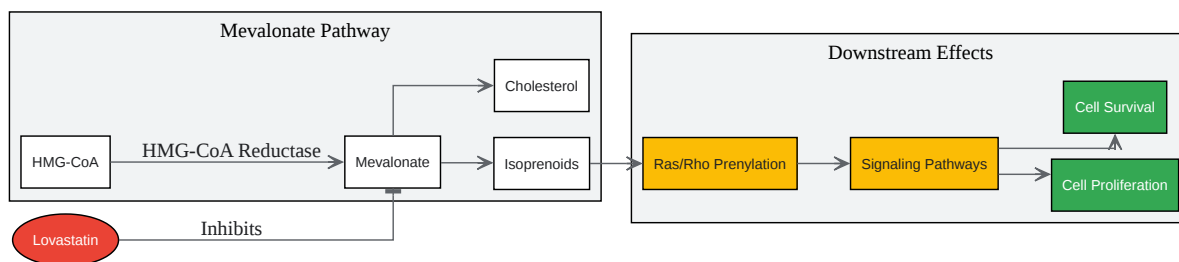 Mevalonate Pathway
Downstream Effects
Cholesterol
Cell Survival
HMG-CoA
HMG-CoA Reductase
Mevalonate
Isoprenoids
Ras/Rho Prenylation
Signaling Pathways
Cell Proliferation
Lovastatin
Inhibits